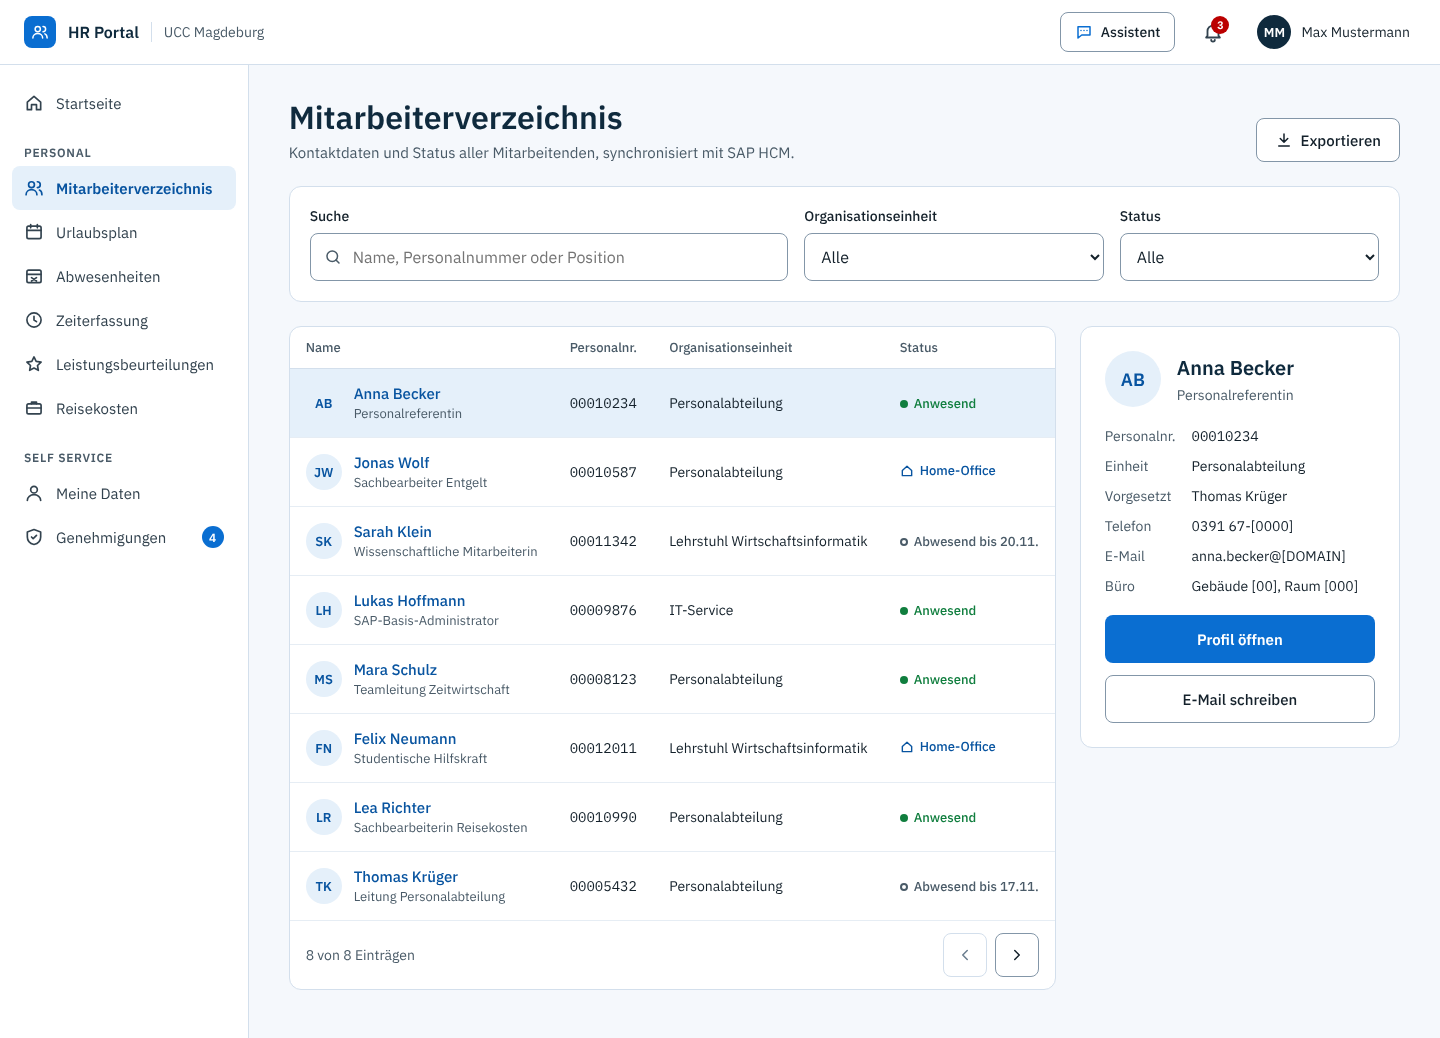 HR Portal
UCC Magdeburg
Assistent
3
MM
Max Mustermann
Startseite
PERSONAL
Mitarbeiterverzeichnis
Urlaubsplan
Abwesenheiten
Zeiterfassung
Leistungsbeurteilungen
Reisekosten
SELF SERVICE
Meine Daten
Genehmigungen 4
Mitarbeiterverzeichnis
Kontaktdaten und Status aller Mitarbeitenden, synchronisiert mit SAP HCM.
Exportieren
Suche
Name, Personalnummer oder Position
Organisationseinheit
Alle
Status
Alle
Name Personalnr. Organisationseinheit Status
AB Anna Becker 00010234 Personalabteilung Anwesend
Personalreferentin
JW Jonas Wolf 00010587 Personalabteilung Home-Office
Sachbearbeiter Entgelt
SK Sarah Klein 00011342 Lehrstuhl Wirtschaftsinformatik Abwesend bis 20.11.
Wissenschaftliche Mitarbeiterin
LH Lukas Hoffmann 00009876 IT-Service Anwesend
SAP-Basis-Administrator
MS Mara Schulz 00008123 Personalabteilung Anwesend
Teamleitung Zeitwirtschaft
FN Felix Neumann 00012011 Lehrstuhl Wirtschaftsinformatik Home-Office
Studentische Hilfskraft
LR Lea Richter 00010990 Personalabteilung Anwesend
Sachbearbeiterin Reisekosten
TK Thomas Krüger 00005432 Personalabteilung Abwesend bis 17.11.
Leitung Personalabteilung
8 von 8 Einträgen
AB
Anna Becker
Personalreferentin
Personalnr. 00010234
Einheit Personalabteilung
Vorgesetzt Thomas Krüger
Telefon 0391 67-[0000]
E-Mail anna.becker@[DOMAIN]
Büro Gebäude [00], Raum [000]
Profil öffnen
E-Mail schreiben